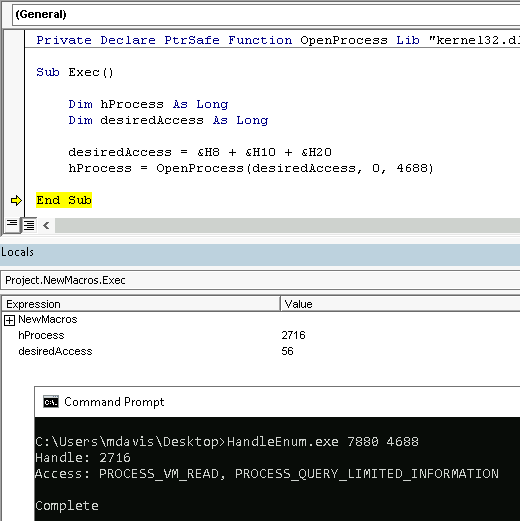 (General)
Private Declare PtrSafe Function OpenProcess Lib "kernel32.dl
Sub Exec()
Dim hProcess As Long
Dim desiredAccess As Long
desiredAccess = &H8 + &H10 + &H20
hProcess = OpenProcess(desiredAccess, 0, 4688)
End Sub
Locals
Project.NewMacros.Exec
Expression Value
NewMacros
hProcess 2716
desiredAccess 56
Command Prompt
C:\Users\mdavis\Desktop>HandleEnum.exe 7880 4688
Handle: 2716
Access: PROCESS_VM_READ, PROCESS_QUERY_LIMITED_INFORMATION
Complete